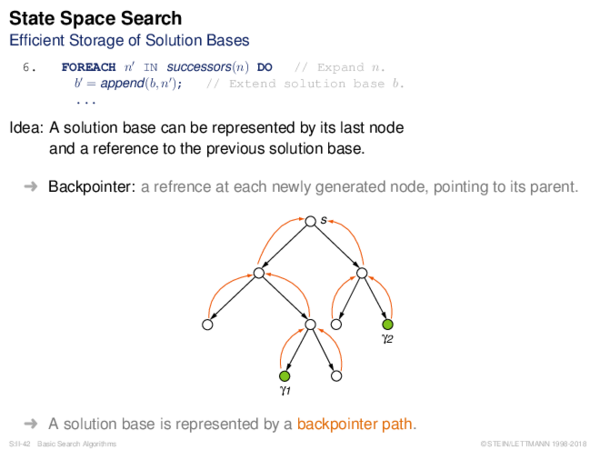 State Space Search
Efficient Storage of Solution Bases
6. FOREACH n′ IN successors(n) DO // Expand n.
b′ = append(b, n′); // Extend solution base b.
...
Idea: A solution base can be represented by its last node
and a reference to the previous solution base.
➜ Backpointer: a refrence at each newly generated node, pointing to its parent.
s
γ2
γ1
➜ A solution base is represented by a backpointer path.
S:II-42 Basic Search Algorithms
© STEIN/LETTMANN 1998-2018